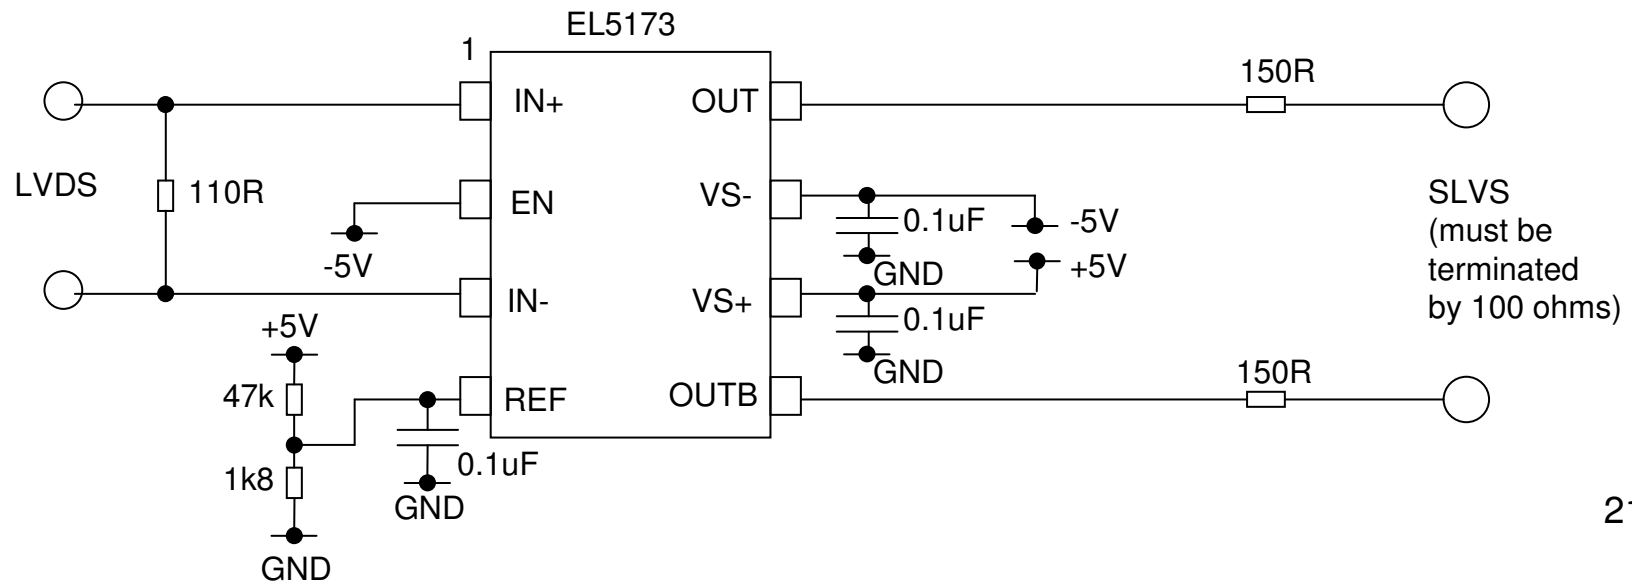 EL5173
1
150R
IN+
OUT
LVDS
110R
EN
VS-
SLVS
(must be
terminated
by 100 ohms)
0.1uF
-5V
-5V
GND
+5V
IN-
VS+
0.1uF
+5V
GND
150R
47k
REF
OUTB
0.1uF
1k8
GND
GND